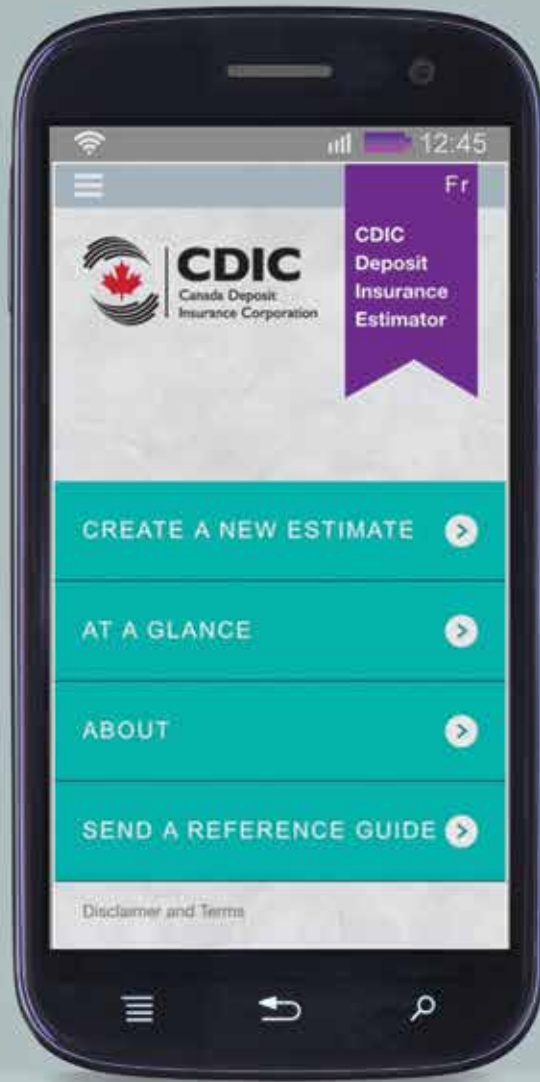 12:45
Fr
CDIC
Canada Deposit
Insurance Corporation
CDIC
Deposit
Insurance
Estimator
CREATE A NEW ESTIMATE
AT A GLANCE
ABOUT
SEND A REFERENCE GUIDE
Disclaimer and Terms